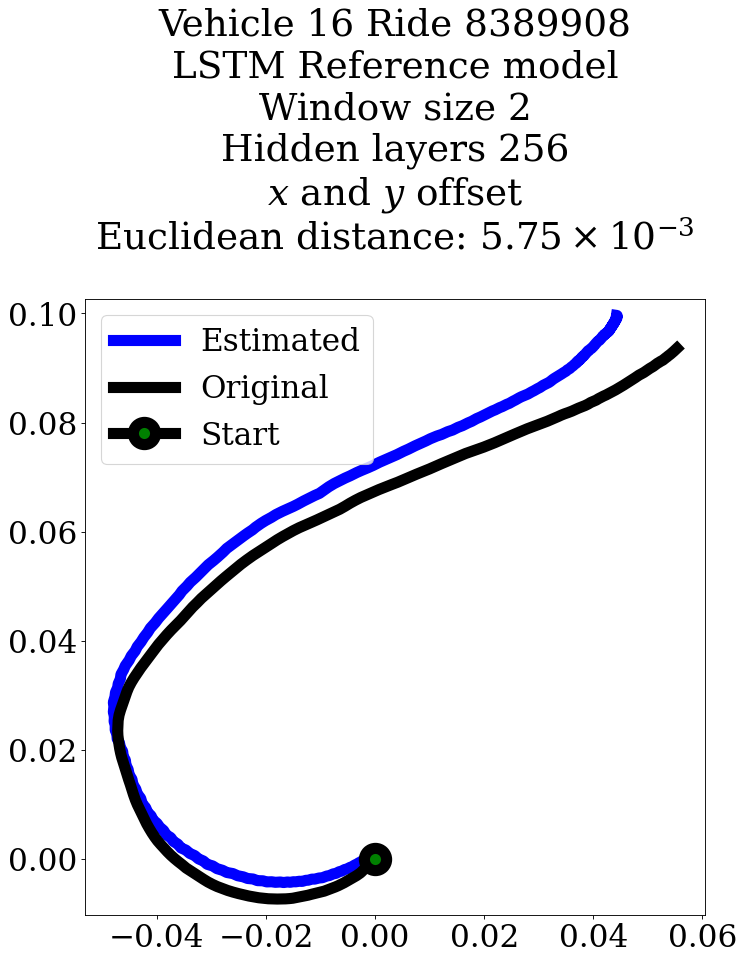 Vehicle 16 Ride 8389908
LSTM Reference model
Window size 2
Hidden layers 256
x and y offset
Euclidean distance: 5.75 × 10⁻³
Estimated
Original
Start
0.10
0.08
0.06
0.04
0.02
0.00
−0.04 −0.02 0.00 0.02 0.04 0.06